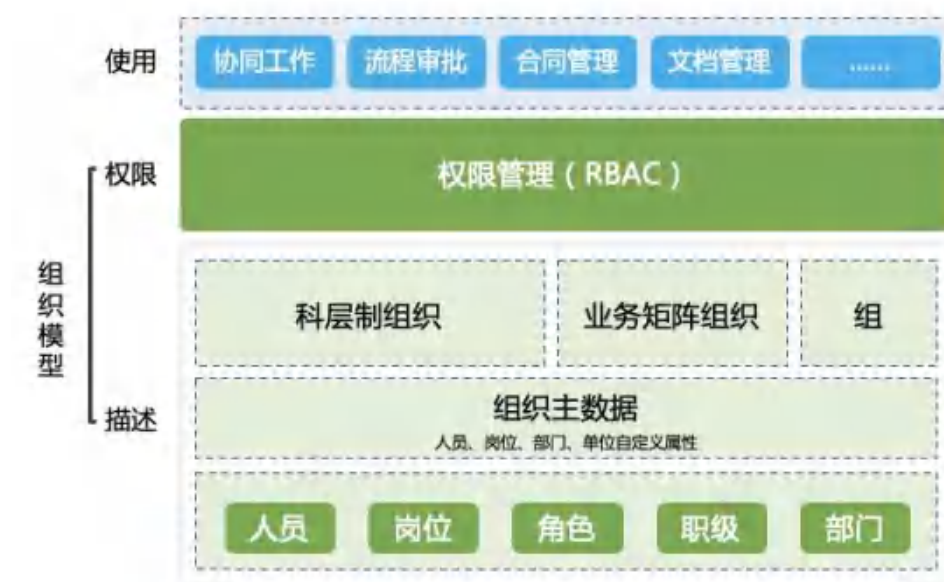 使用
协同工作 流程审批 合同管理 文档管理 ......
权限
权限管理（RBAC）
组织模型
科层制组织 业务矩阵组织 组
描述
组织主数据
人员、岗位、部门、单位自定义属性
人员 岗位 角色 职级 部门